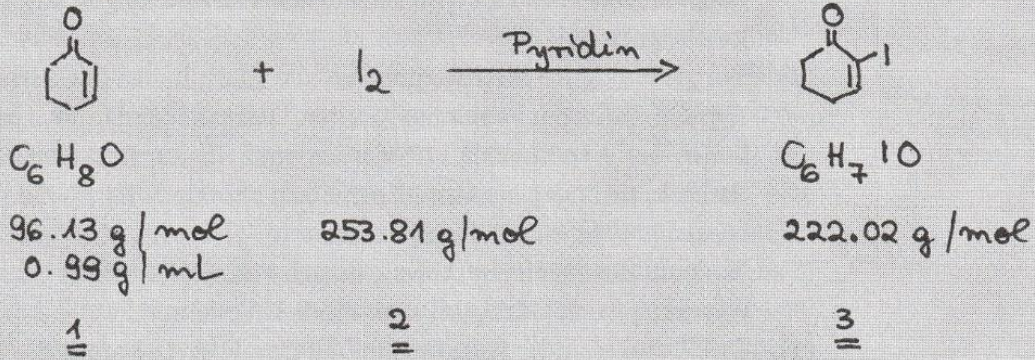 O
O
+ I₂ Pyridin I
C₆H₈O C₆H₇IO
96.13 g/mol 253.81 g/mol 222.02 g/mol
0.99 g/mL
1 2 3